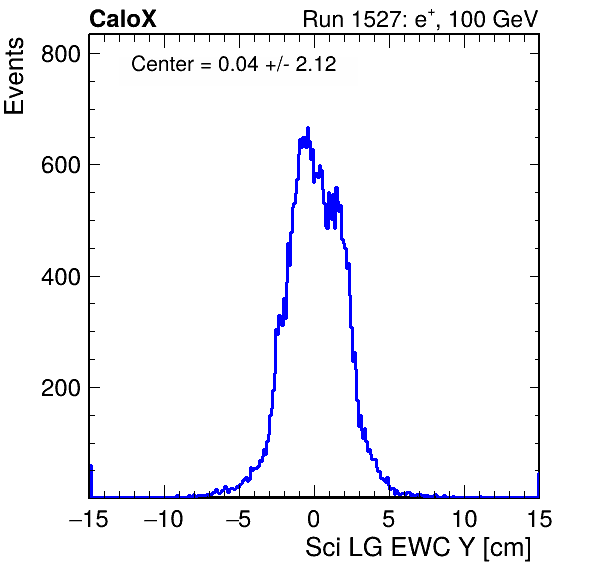 CaloX Run 1527: e⁺, 100 GeV
Center = 0.04 +/- 2.12
Events
800
600
400
200
−15 −10 −5 0 5 10 15
Sci LG EWC Y [cm]